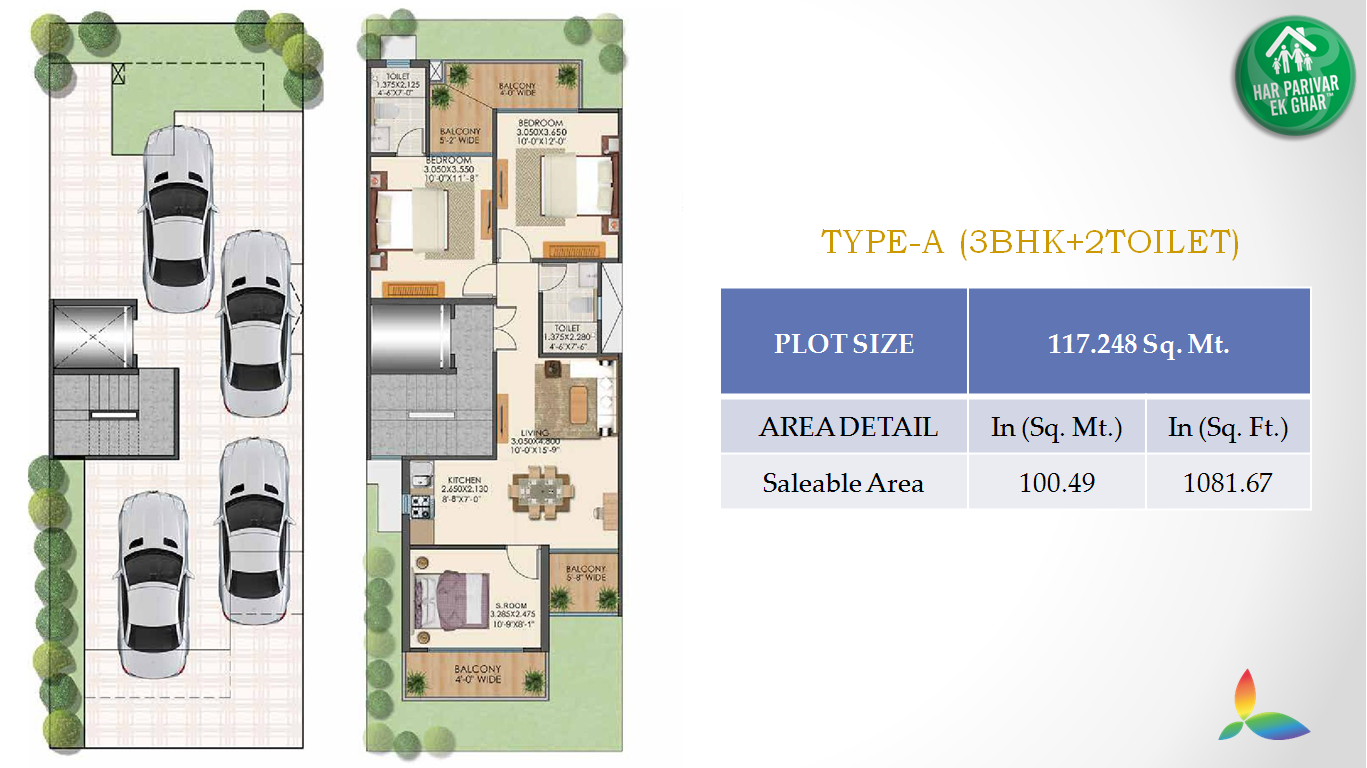 TOILET
1.375X2.125
4'-6"X7'-0"
BALCONY
4'-0" WIDE
BALCONY
5'-2" WIDE
BEDROOM
3.050X3.650
10'-0"X12'-0"
BEDROOM
3.050X3.550
10'-0"X11'-8"
TOILET
1.375X2.280
4'-6"X7'-6"
LIVING
3.050X4.800
10'-0"X15'-9"
KITCHEN
2.650X2.130
8'-8"X7'-0"
BALCONY
5'-8" WIDE
S.ROOM
3.285X2.475
10'-9"X8'-1"
BALCONY
4'-0" WIDE
HAR PARIVAR
EK GHAR™
TYPE-A (3BHK+2TOILET)
PLOT SIZE 117.248 Sq. Mt.
AREA DETAIL In (Sq. Mt.) In (Sq. Ft.)
Saleable Area 100.49 1081.67